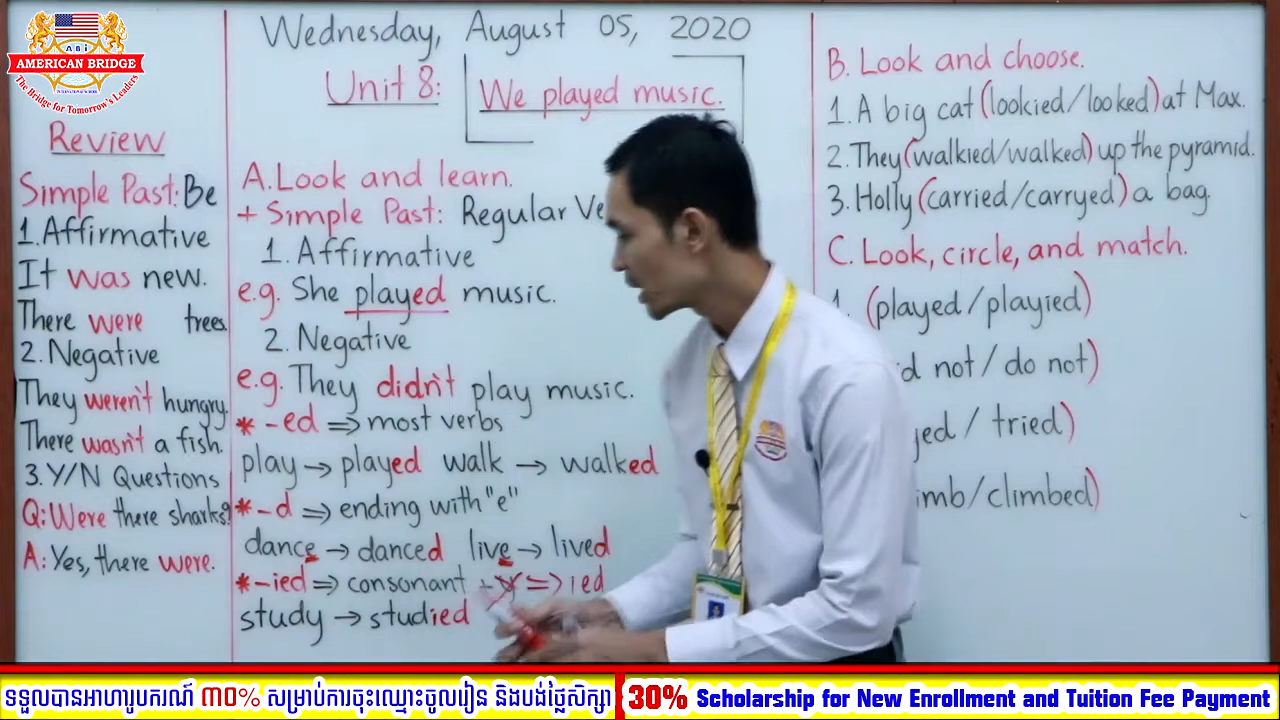 ABi
AMERICAN BRIDGE
INTERNATIONAL SCHOOL
The Bridge for Tomorrow's Leaders
Wednesday, August 05, 2020
Unit 8: We played music.
Review
Simple Past: Be
1. Affirmative
It was new.
There were trees.
2. Negative
They weren't hungry.
There wasn't a fish.
3. Y/N Questions
Q: Were there sharks?
A: Yes, there were.
A. Look and learn.
+ Simple Past: Regular Ve
1. Affirmative
e.g. She played music.
2. Negative
e.g. They didn't play music.
* -ed => most verbs
play → played walk → walked
* -d => ending with "e"
dance → danced live → lived
* -ied => consonant + y => ied
study → studied
B. Look and choose.
1. A big cat (lookied/looked) at Max.
2. They (walkied/walked) up the pyramid.
3. Holly (carried/carryed) a bag.
C. Look, circle, and match.
1. (played/playied)
d not / do not)
yed / tried)
imb/climbed)
ទទួលបានអាហារូបករណ៍ ៣០% សម្រាប់ការចុះឈ្មោះចូលរៀន និងបង់ថ្លៃសិក្សា
30% Scholarship for New Enrollment and Tuition Fee Payment